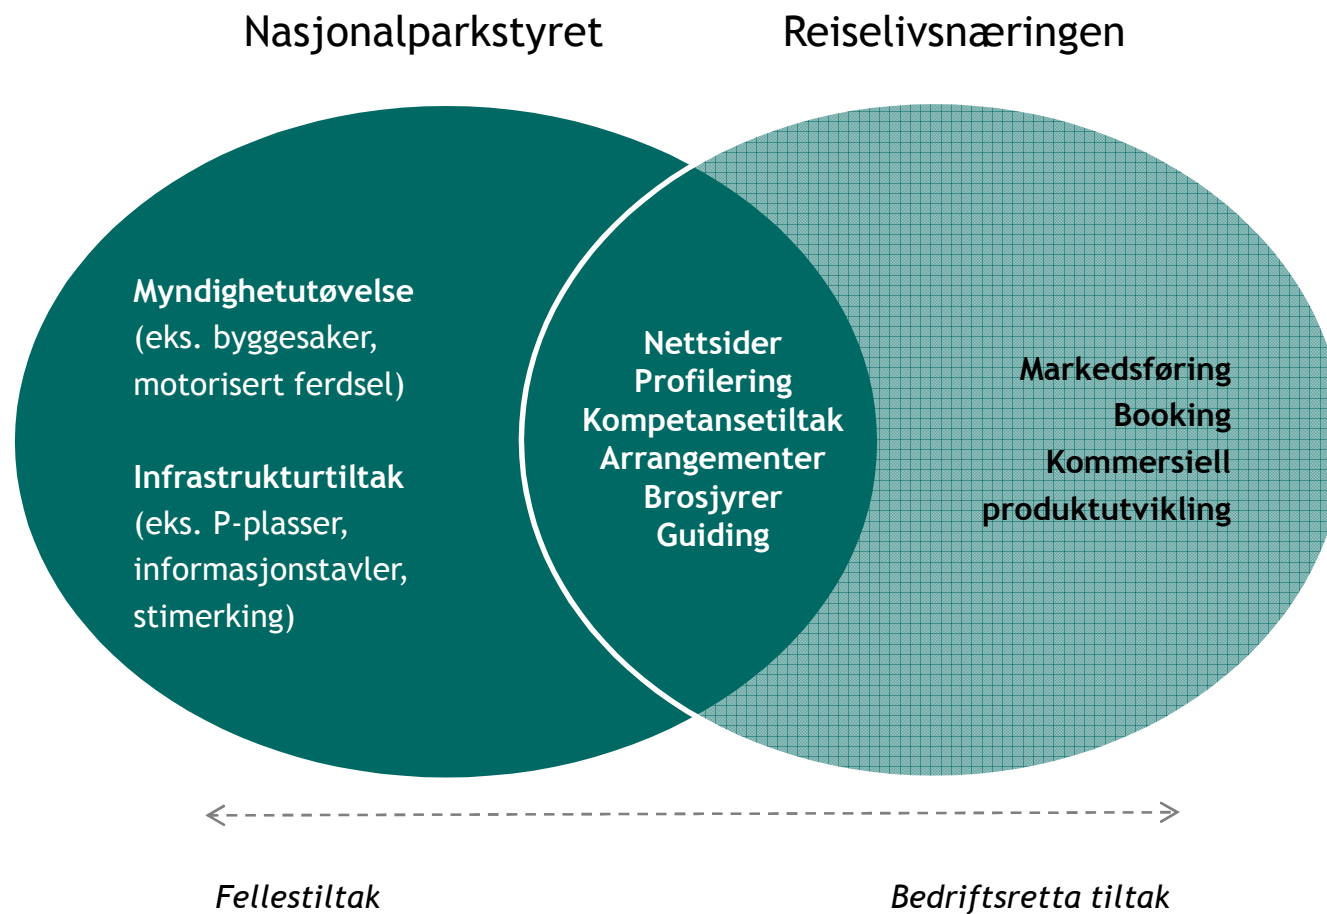 Nasjonalparkstyret
Reiselivsnæringen
Myndighetutøvelse
(eks. byggesaker,
motorisert ferdsel)
Infrastrukturtiltak
(eks. P-plasser,
informasjonstavler,
stimerking)
Nettsider
Profilering
Kompetansetiltak
Arrangementer
Brosjyrer
Guiding
Markedsføring
Booking
Kommersiell
produktutvikling
Fellestiltak
Bedriftsretta tiltak